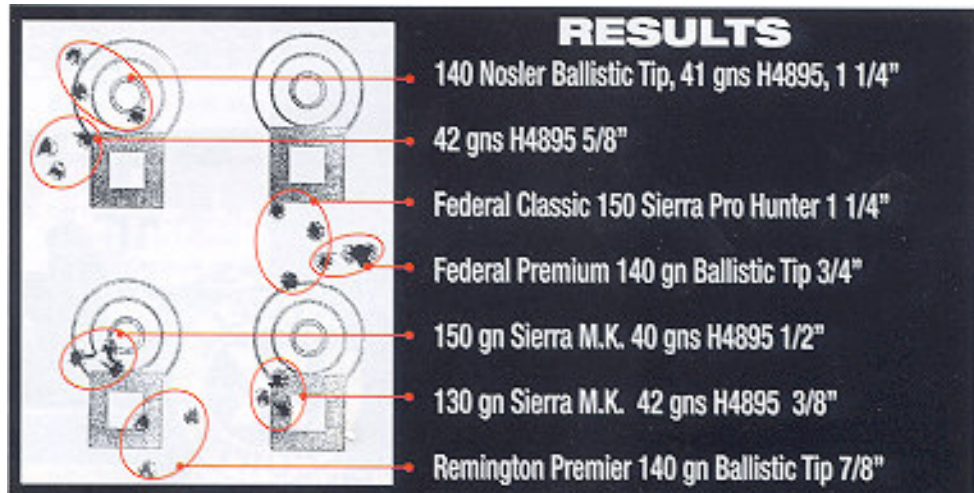 RESULTS
140 Nosler Ballistic Tip, 41 gns H4895, 1 1/4”
42 gns H4895 5/8”
Federal Classic 150 Sierra Pro Hunter 1 1/4”
Federal Premium 140 gn Ballistic Tip 3/4”
150 gn Sierra M.K. 40 gns H4895 1/2”
130 gn Sierra M.K. 42 gns H4895 3/8”
Remington Premier 140 gn Ballistic Tip 7/8”